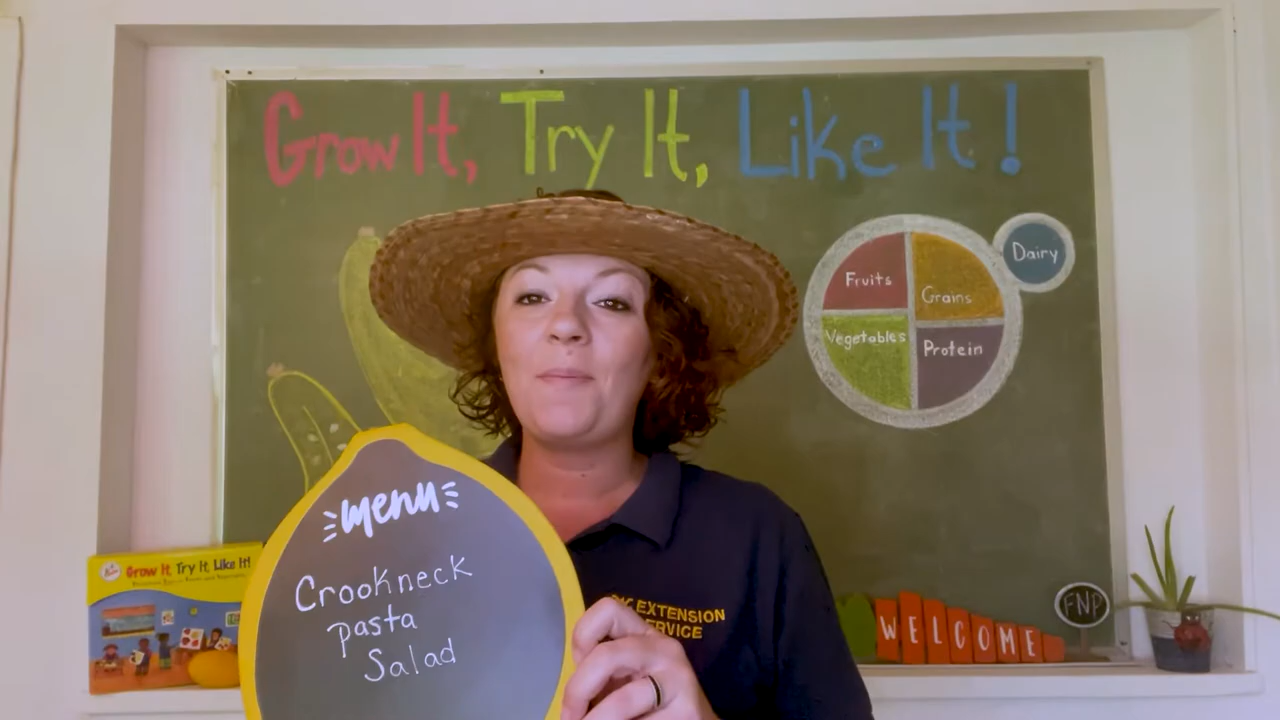 Grow It, Try It, Like It!
Dairy
Fruits
Grains
Vegetables
Protein
menu
Crookneck
pasta
Salad
Grow It, Try It, Like It!
EXTENSION
SERVICE
WELCOME
FNP